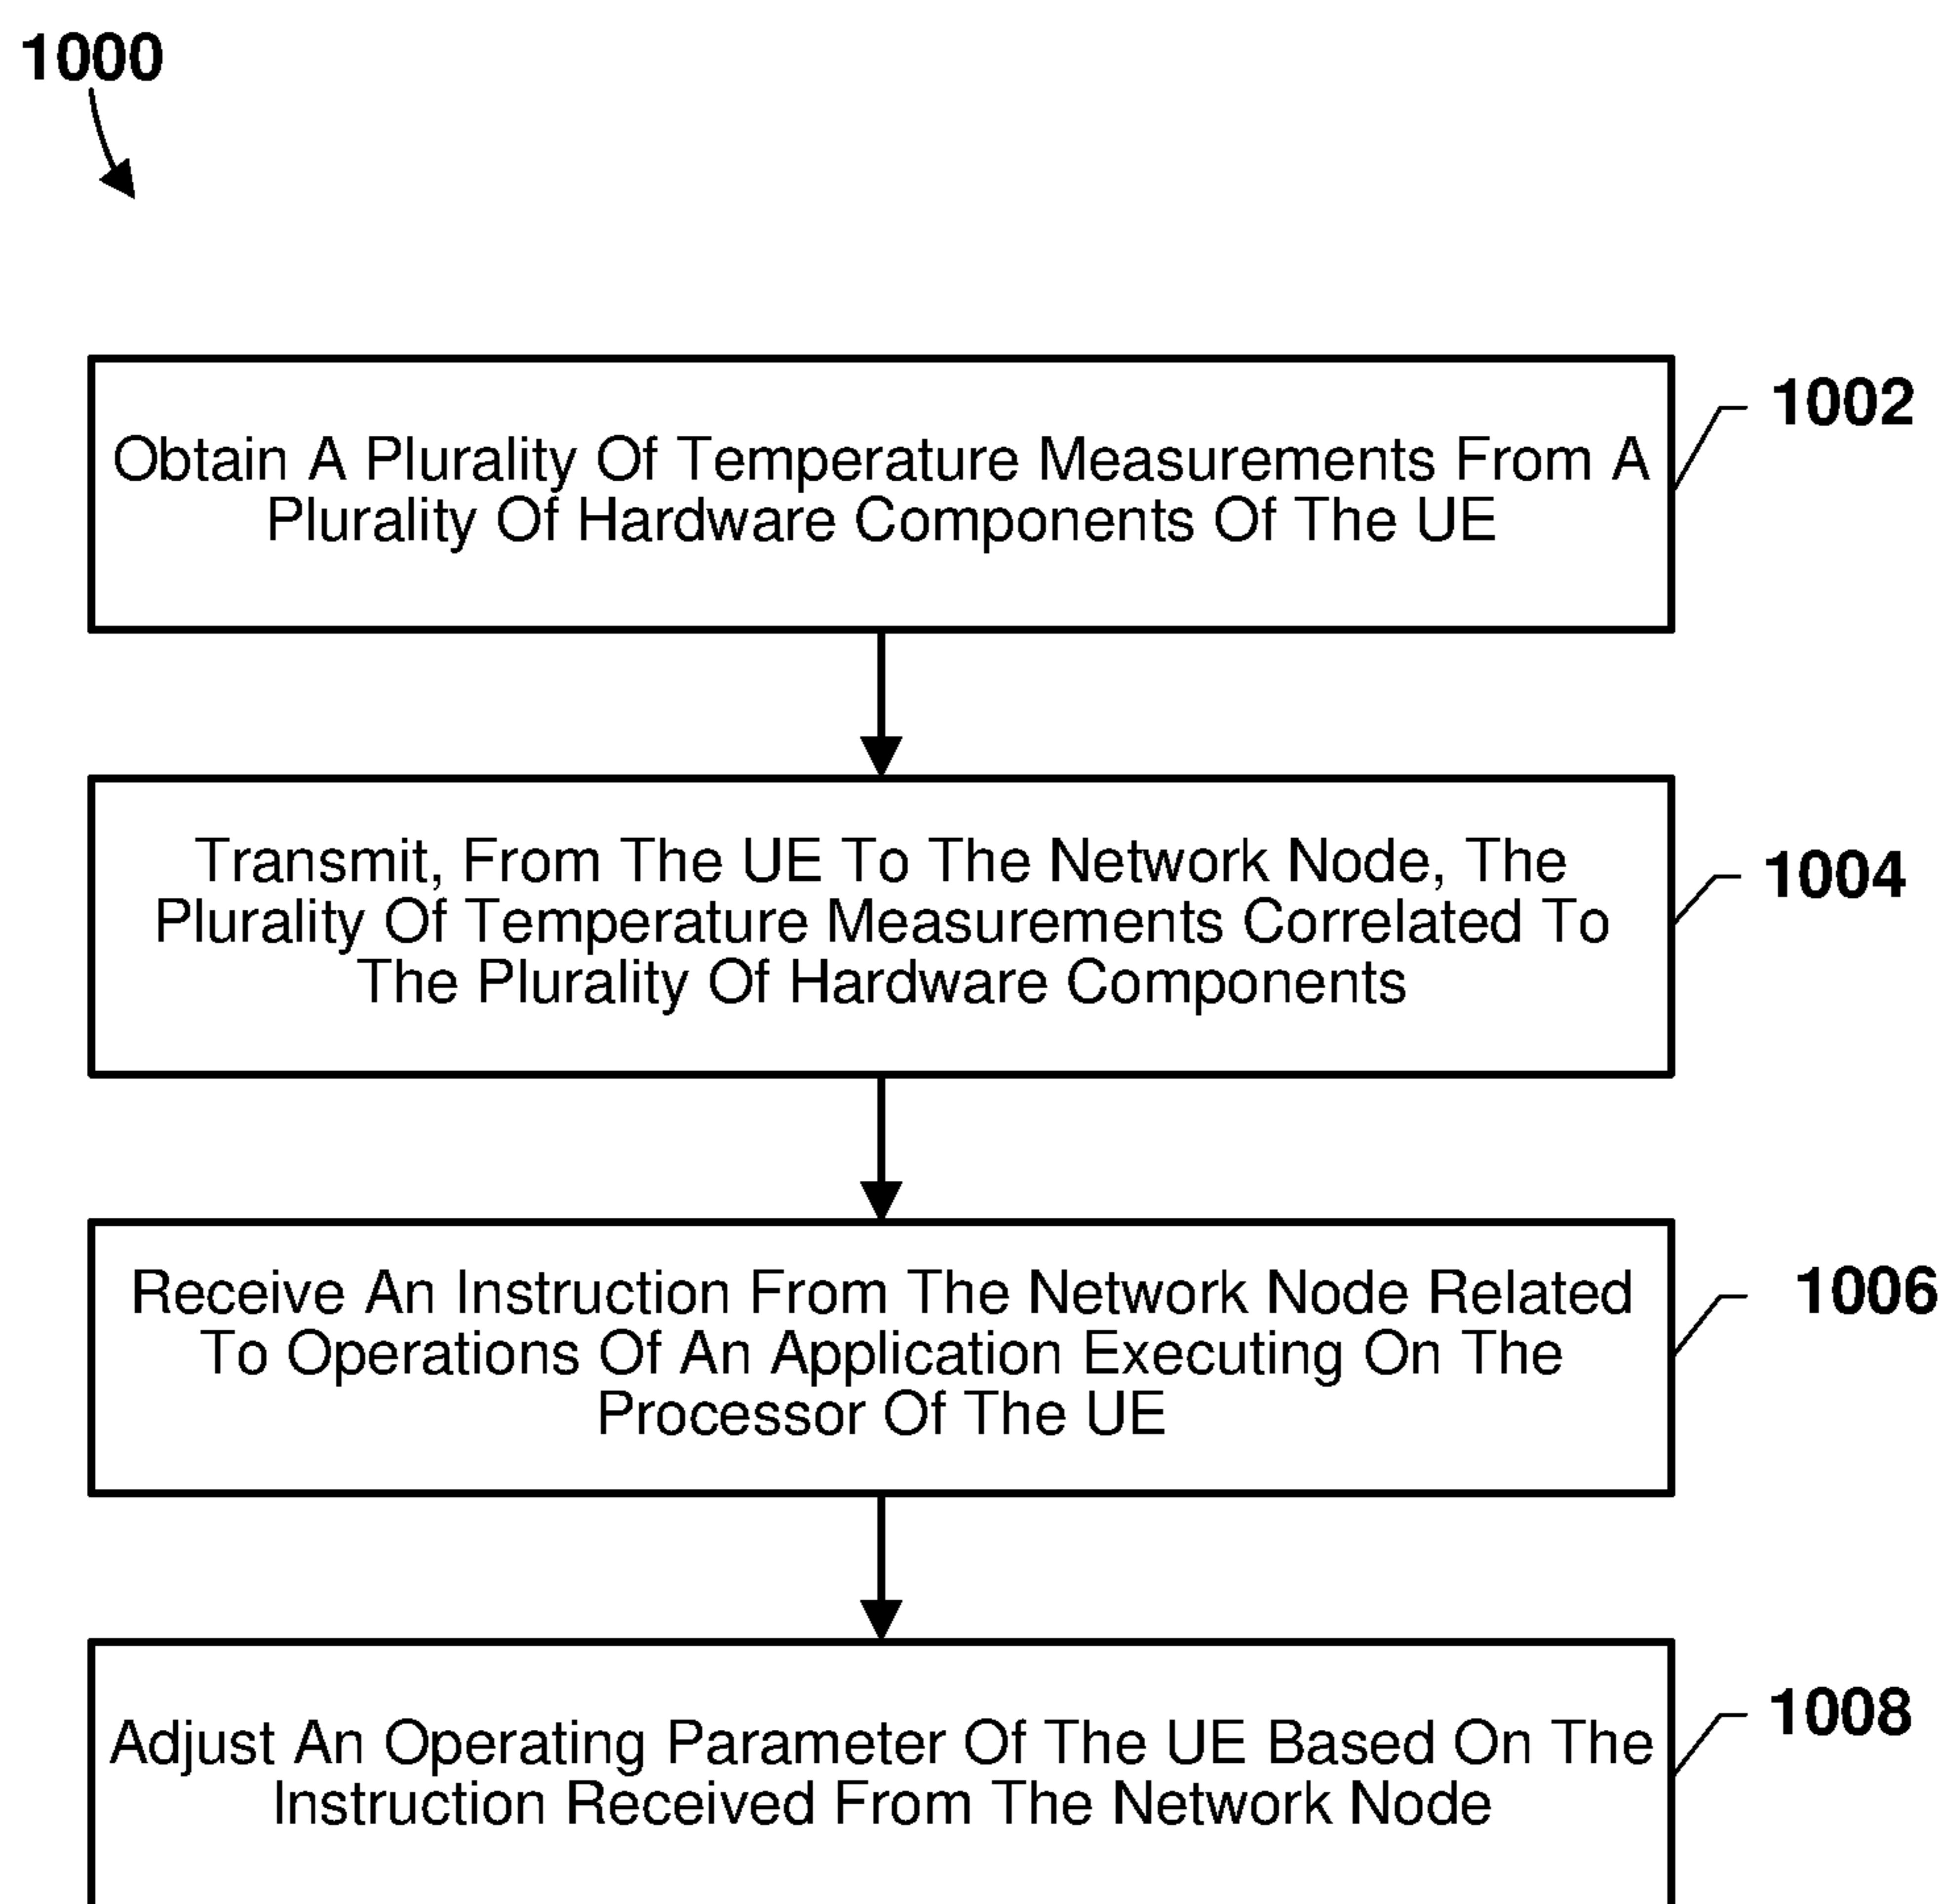 1000
Obtain A Plurality Of Temperature Measurements From A
Plurality Of Hardware Components Of The UE
1002
Transmit, From The UE To The Network Node, The
Plurality Of Temperature Measurements Correlated To
The Plurality Of Hardware Components
1004
Receive An Instruction From The Network Node Related
To Operations Of An Application Executing On The
Processor Of The UE
1006
Adjust An Operating Parameter Of The UE Based On The
Instruction Received From The Network Node
1008